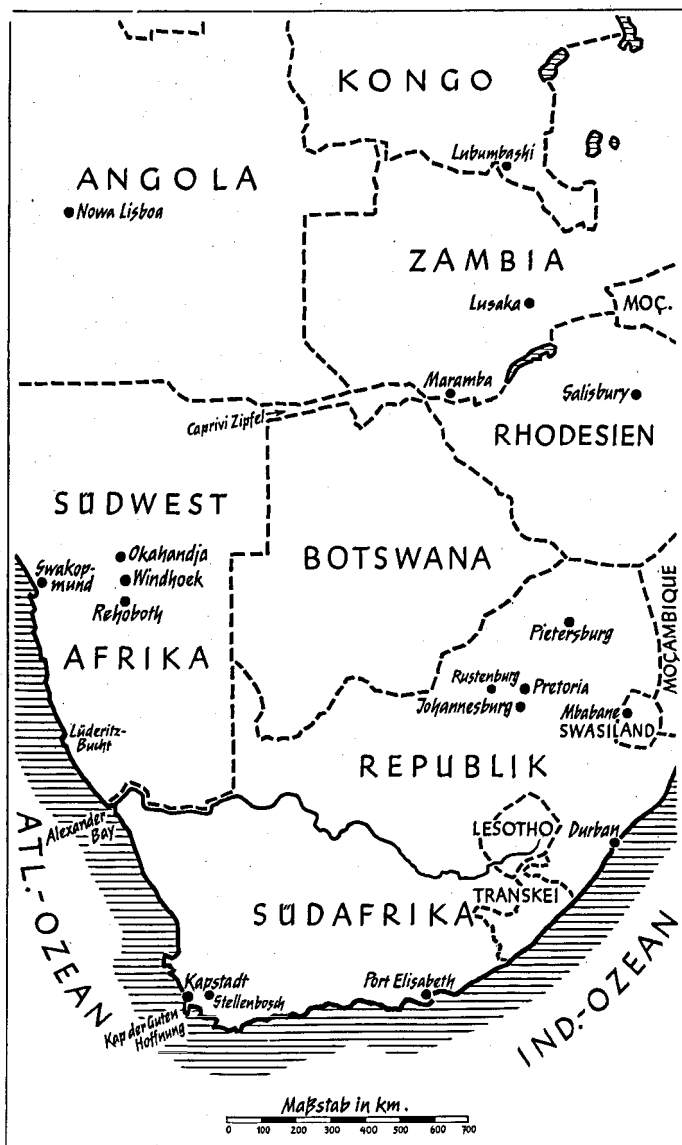 KONGO
Lubumbashi
ANGOLA
Nowa Lisboa
ZAMBIA
Lusaka
MOÇ.
Maramba
Salisbury
Caprivi Zipfel
RHODESIEN
SÜDWEST
Okahandja
BOTSWANA
Swakop-
mund
Windhoek
Rehoboth
MOÇAMBIQUE
Pietersburg
AFRIKA
Rustenburg
Pretoria
Johannesburg
Mbabane
SWASILAND
Lüderitz-
Bucht
REPUBLIK
Alexander
Bay
LESOTHO
Durban
ATL.-OZEAN
TRANSKEI
SÜDAFRIKA
Kapstadt
Stellenbosch
Port Elisabeth
IND.-OZEAN
Kap der Guten
Hoffnung
Maßstab in km.
0 100 200 300 400 500 600 700